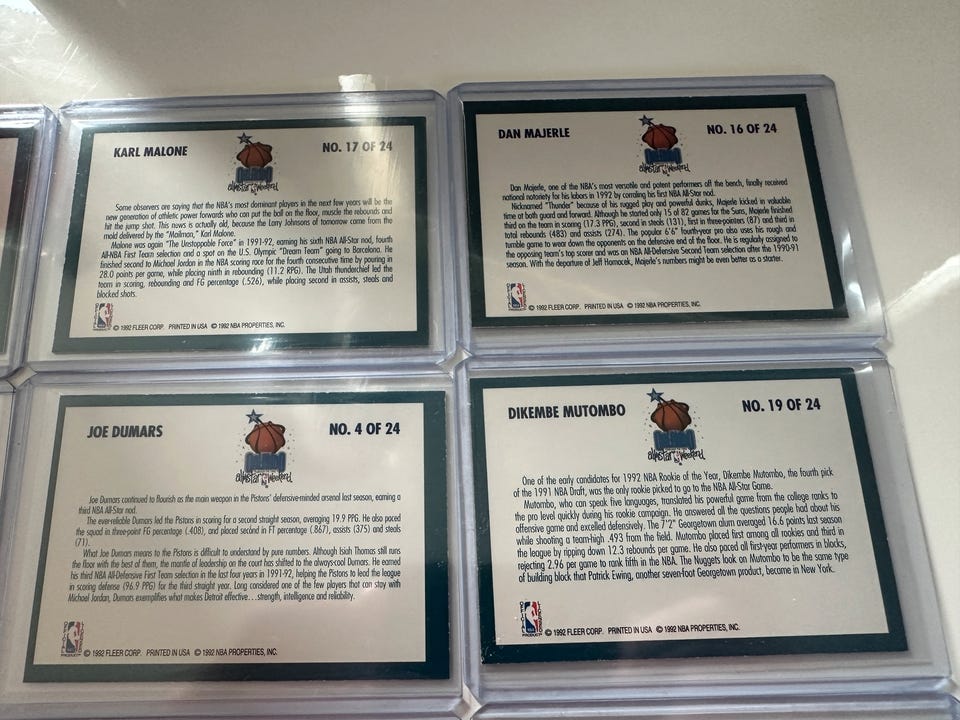 KARL MALONE
NO. 17 OF 24
ORLANDO
all-star weekend
Some observers are saying that the NBA's most dominant players in the next few years will be the
new generation of athletic power forwards who can put the ball on the floor, muscle the rebounds and
hit the jump shot. This news is actually old, because the Larry Johnsons of tomorrow come from the
mold delivered by the "Mailman," Karl Malone.
Malone was again "The Unstoppable Force" in 1991-92, earning his sixth NBA All-Star nod, fourth
All-NBA First Team selection and a spot on the U.S. Olympic "Dream Team" going to Barcelona. He
finished second to Michael Jordan in the NBA scoring race for the fourth consecutive time by pouring in
28.0 points per game, while placing ninth in rebounding (11.2 RPG). The Utah thunderchief led the
team in scoring, rebounding and FG percentage (.526), while placing second in assists, steals and
blocked shots.
© 1992 FLEER CORP. PRINTED IN USA © 1992 NBA PROPERTIES, INC.
DAN MAJERLE
NO. 16 OF 24
ORLANDO
all-star weekend
Dan Majerle, one of the NBA's most versatile and potent performers off the bench, finally received
national notoriety for his labors in 1992 by corraling his first NBA All-Star nod.
Nicknamed "Thunder" because of his rugged play and powerful dunks, Majerle kicked in valuable
time at both guard and forward. Although he started only 15 of 82 games for the Suns, Majerle finished
third on the team in scoring (17.3 PPG), second in steals (131), first in three-pointers (87) and third in
total rebounds (483) and assists (274). The popular 6'6" fourth-year pro also uses his rough and
tumble game to wear down the opponents on the defensive end of the floor. He is regularly assigned to
the opposing team's top scorer and was an NBA All-Defensive Second Team selection after the 1990-91
season. With the departure of Jeff Hornacek, Majerle's numbers might be even better as a starter.
© 1992 FLEER CORP. PRINTED IN USA © 1992 NBA PROPERTIES, INC.
JOE DUMARS
NO. 4 OF 24
ORLANDO
all-star weekend
Joe Dumars continued to flourish as the main weapon in the Pistons' defensive-minded arsenal last season, earning a
third NBA All-Star nod.
The ever-reliable Dumars led the Pistons in scoring for a second straight season, averaging 19.9 PPG. He also paced
the squad in three-point FG percentage (.408), and placed second in FT percentage (.867), assists (375) and steals
(71).
What Joe Dumars means to the Pistons is difficult to understand by pure numbers. Although Isiah Thomas still runs
the floor with the best of them, the mantle of leadership on the court has shifted to the always-cool Dumars. He earned
his third NBA All-Defensive First Team selection in the last four years in 1991-92, helping the Pistons to lead the league
in scoring defense (96.9 PPG) for the third straight year. Long considered one of the few players that can stay with
Michael Jordan, Dumars exemplifies what makes Detroit effective...strength, intelligence and reliability.
© 1992 FLEER CORP. PRINTED IN USA © 1992 NBA PROPERTIES, INC.
DIKEMBE MUTOMBO
NO. 19 OF 24
ORLANDO
all-star weekend
One of the early candidates for 1992 NBA Rookie of the Year, Dikembe Mutombo, the fourth pick
of the 1991 NBA Draft, was the only rookie picked to go to the NBA All-Star Game.
Mutombo, who can speak five languages, translated his powerful game from the college ranks to
the pro level quickly during his rookie campaign. He answered all the questions people had about his
offensive game and excelled defensively. The 7'2" Georgetown alum averaged 16.6 points last season
while shooting a team-high .493 from the field. Mutombo placed first among all rookies and third in
the league by ripping down 12.3 rebounds per game. He also paced all first-year performers in blocks,
rejecting 2.96 per game to rank fifth in the NBA. The Nuggets look on Mutombo to be the same type
of building block that Patrick Ewing, another seven-foot Georgetown product, became in New York.
© 1992 FLEER CORP. PRINTED IN USA © 1992 NBA PROPERTIES, INC.